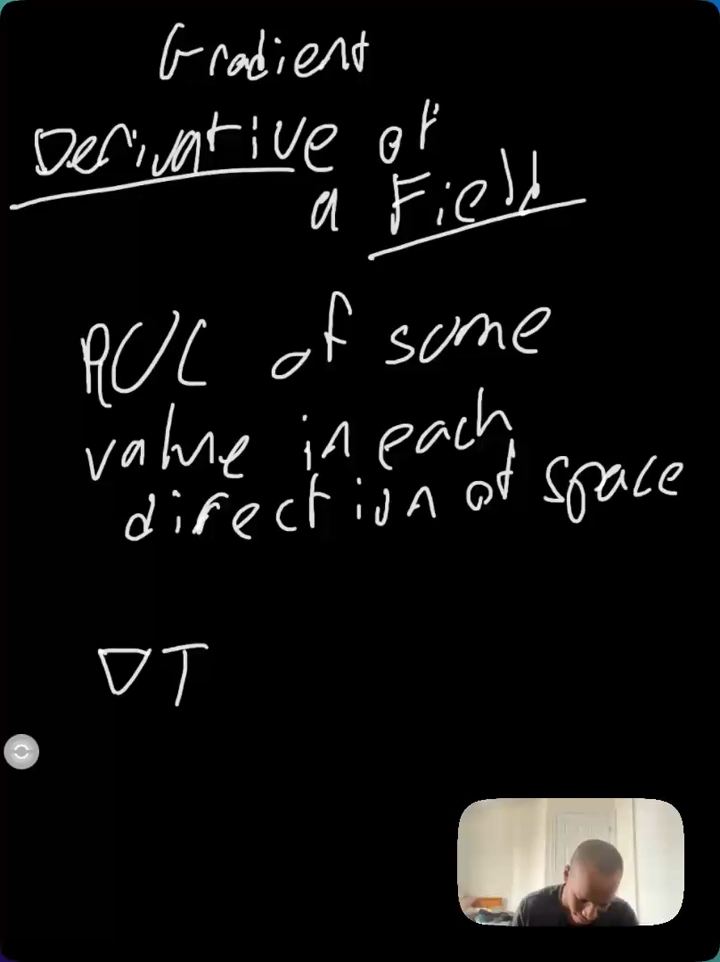 Gradient
Derivative of
a Field
ROC of some
value in each
direction of space
∇T